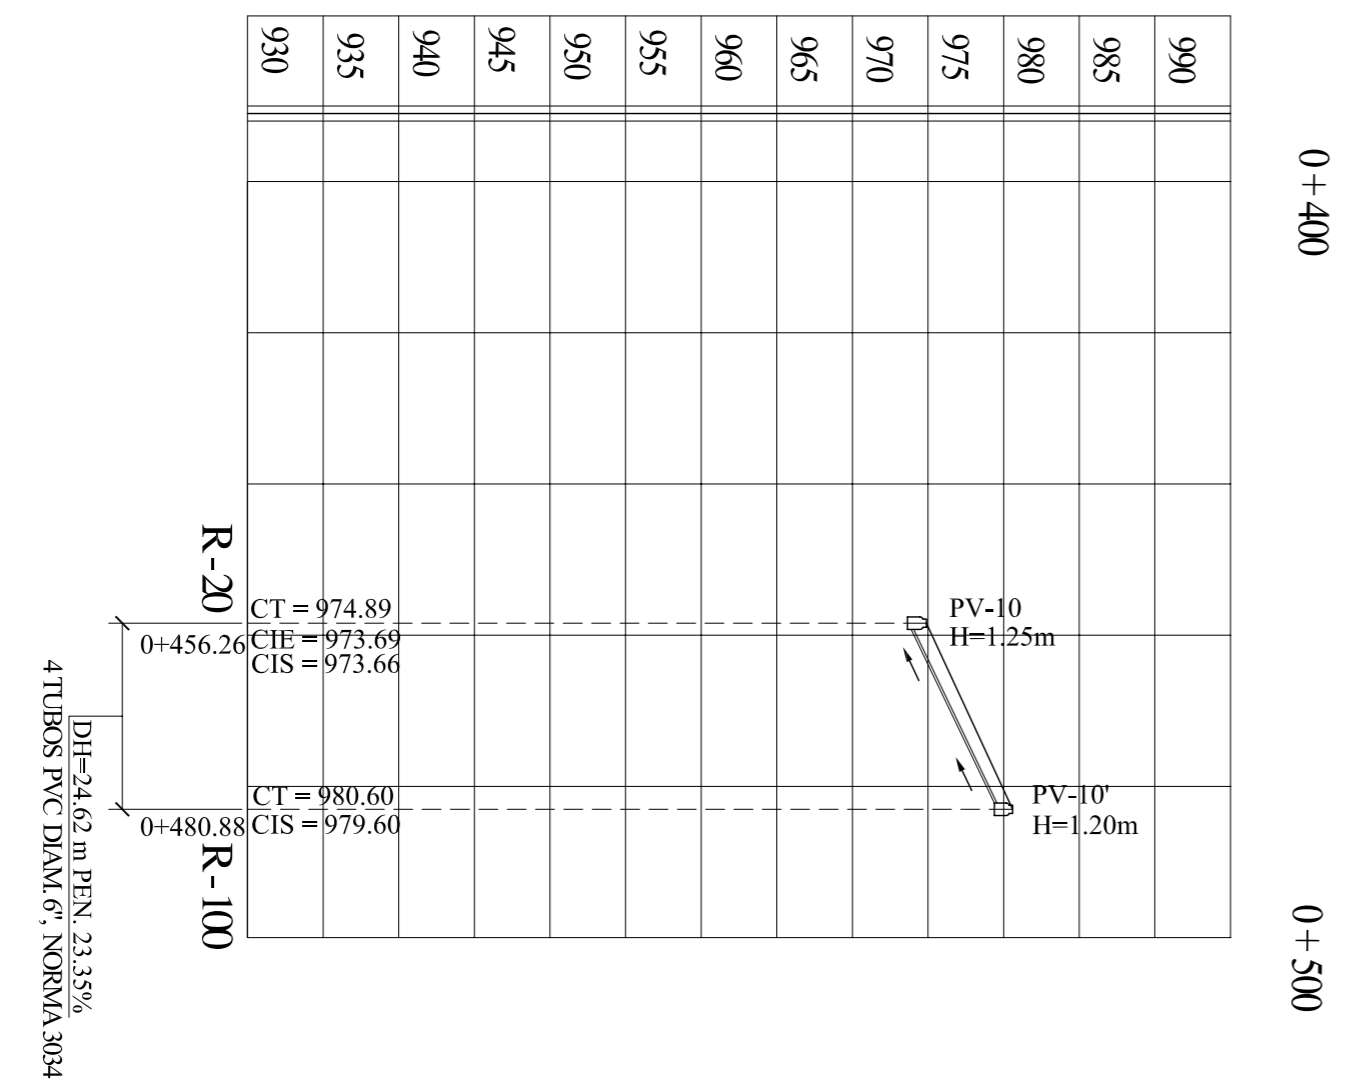 930
935
940
945
950
955
960
965
970
975
980
985
990
0+400
0+500
R-20
CT = 974.89
0+456.26
CIE = 973.69
CIS = 973.66
PV-10
H=1.25m
CT = 980.60
0+480.88
CIS = 979.60
R-100
PV-10'
H=1.20m
DH=24.62 m PEN. 23.35%
4 TUBOS PVC DIAM. 6", NORMA 3034